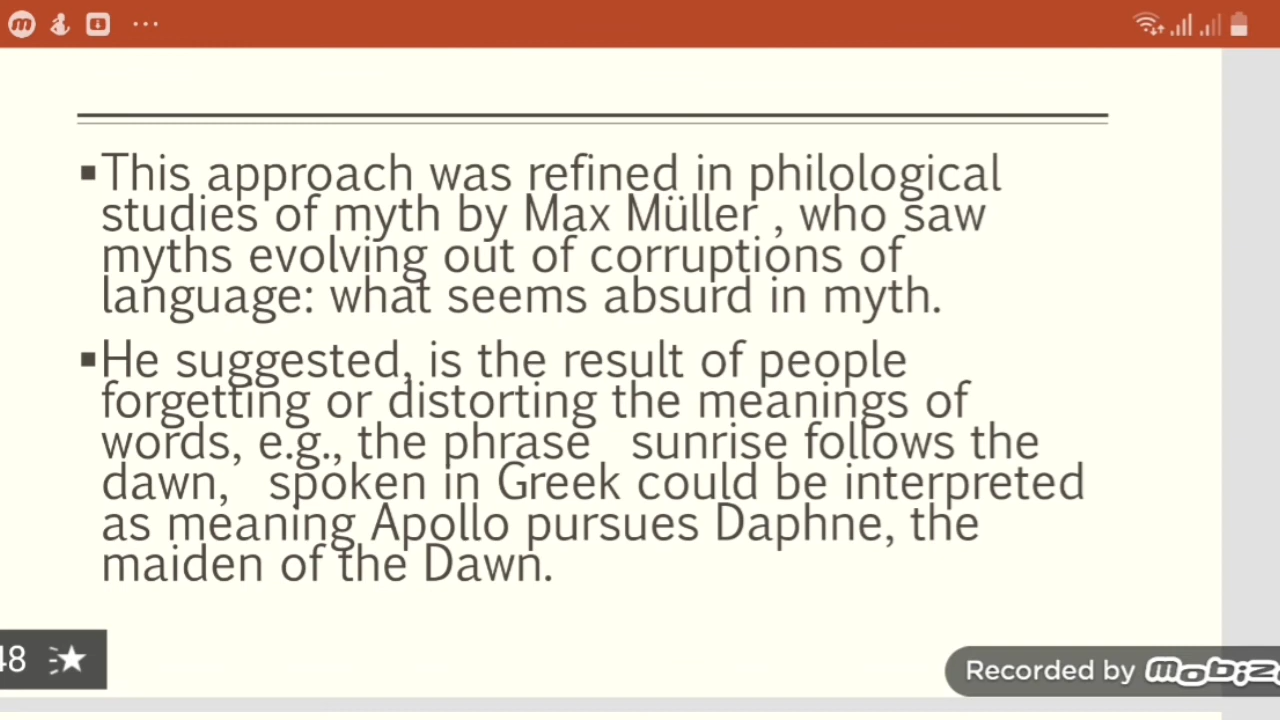 ▪This approach was refined in philological
studies of myth by Max Müller , who saw
myths evolving out of corruptions of
language: what seems absurd in myth.
▪He suggested, is the result of people
forgetting or distorting the meanings of
words, e.g., the phrase sunrise follows the
dawn, spoken in Greek could be interpreted
as meaning Apollo pursues Daphne, the
maiden of the Dawn.
48
Recorded by